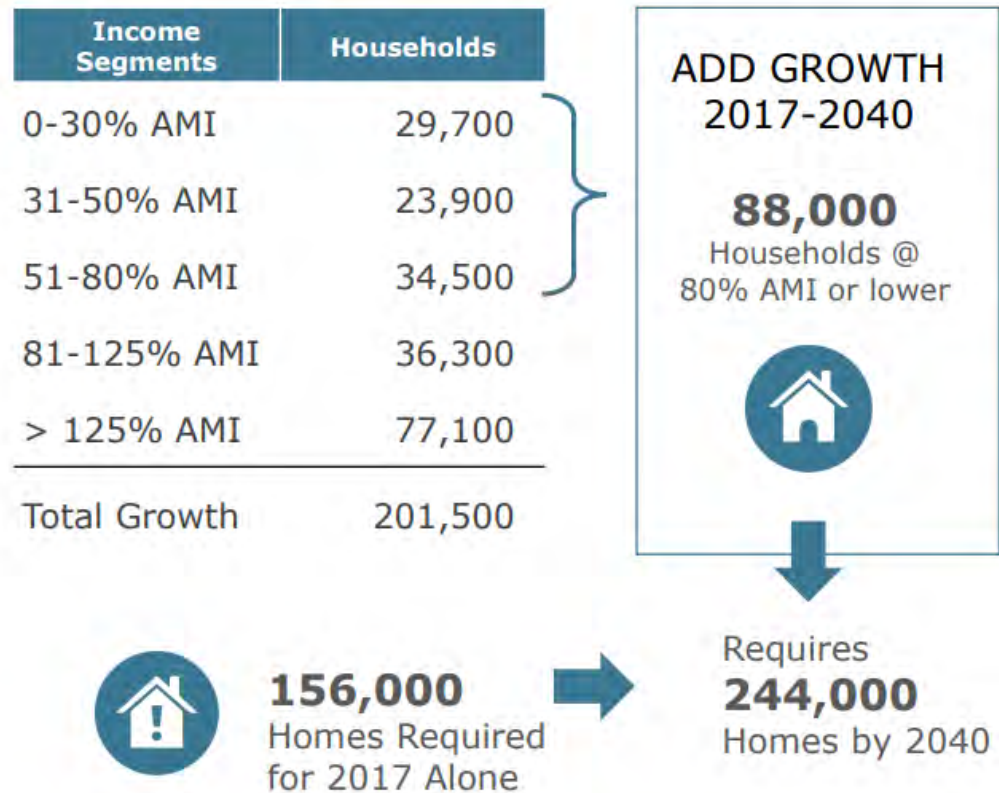 Income Segments Households
0-30% AMI 29,700
31-50% AMI 23,900
51-80% AMI 34,500
81-125% AMI 36,300
> 125% AMI 77,100
Total Growth 201,500
ADD GROWTH
2017-2040
88,000
Households @
80% AMI or lower
!
156,000
Homes Required
for 2017 Alone
Requires
244,000
Homes by 2040